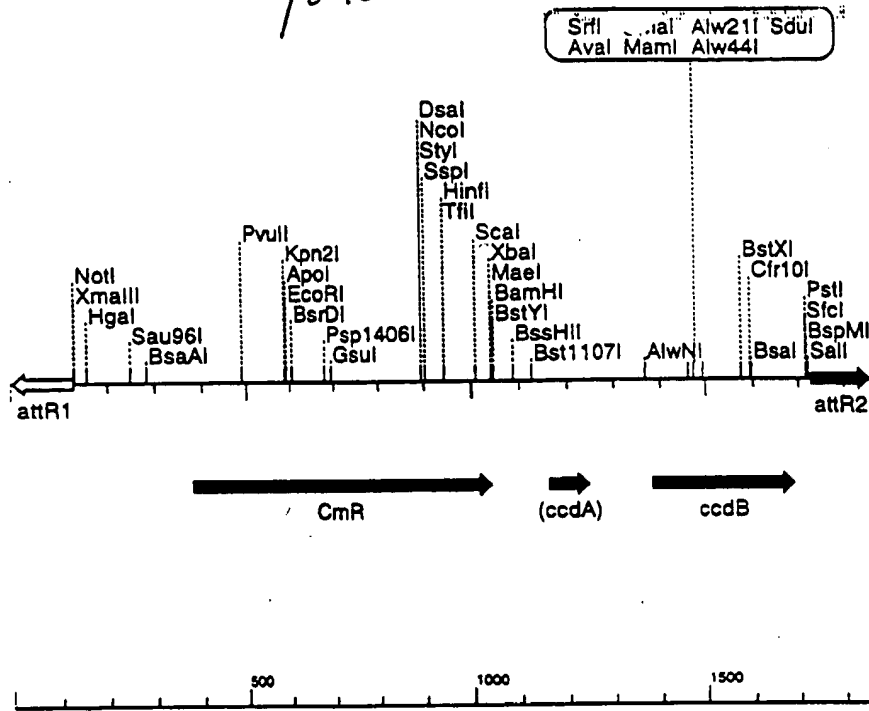 SrfI Alw21I SduI
AvaI MamI Alw44I
DsaI
NcoI
StyI
SspI
HinfI
TfiI
PvuII
ScaI
XbaI
Kpn2I
ApoI
EcoRI
BsrDI
MaeI
BamHI
BstYI
BstXI
Cfr10I
NotI
XmaIII
HgaI
Sau96I
BsaAI
Psp1406I
GsuI
BssHII
Bst1107I
AlwNI
BsaI
PstI
SfcI
BspMI
SalI
attR1
attR2
CmR
(ccdA)
ccdB
500
1000
1500